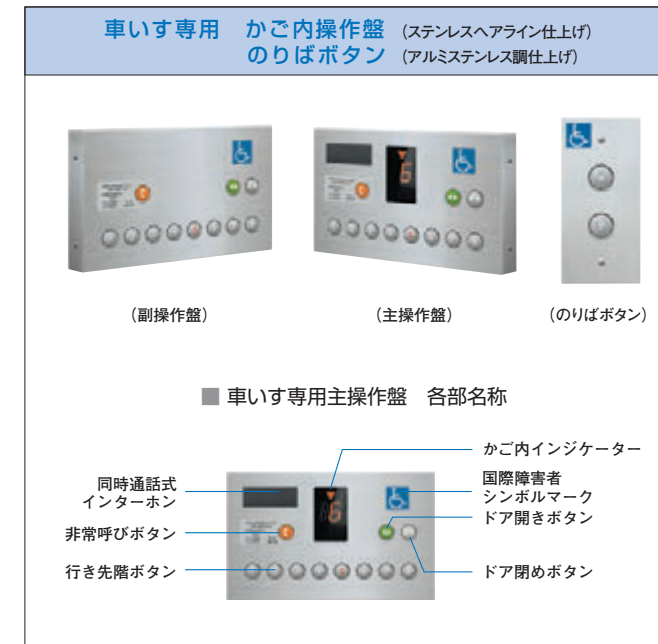 車いす専用　かご内操作盤 (ステンレスヘアライン仕上げ)
のりばボタン (アルミステンレス調仕上げ)
(副操作盤)
(主操作盤)
(のりばボタン)
■ 車いす専用主操作盤　各部名称
かご内インジケーター
同時通話式
インターホン
国際障害者
シンボルマーク
ドア開きボタン
非常呼びボタン
行き先階ボタン
ドア閉めボタン
6
6